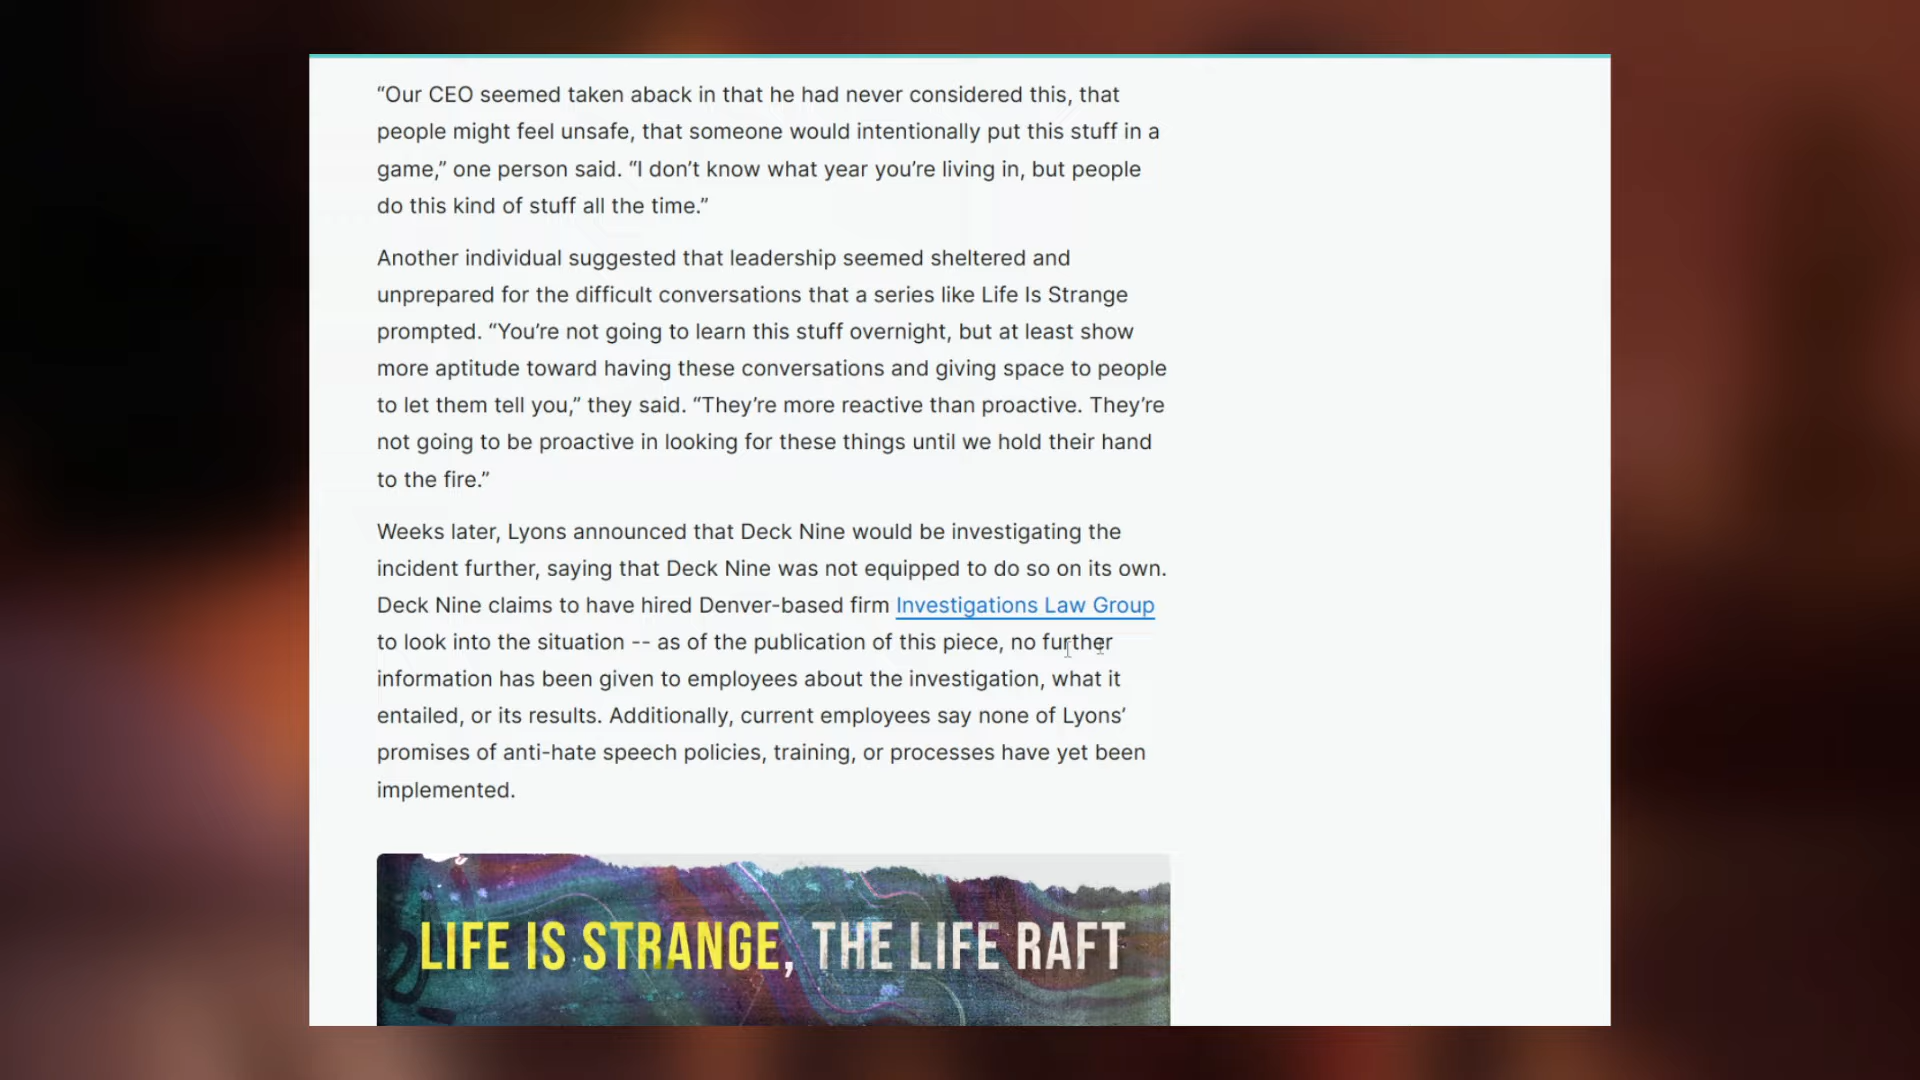 “Our CEO seemed taken aback in that he had never considered this, that
people might feel unsafe, that someone would intentionally put this stuff in a
game,” one person said. “I don’t know what year you’re living in, but people
do this kind of stuff all the time.”
Another individual suggested that leadership seemed sheltered and
unprepared for the difficult conversations that a series like Life Is Strange
prompted. “You’re not going to learn this stuff overnight, but at least show
more aptitude toward having these conversations and giving space to people
to let them tell you,” they said. “They’re more reactive than proactive. They’re
not going to be proactive in looking for these things until we hold their hand
to the fire.”
Weeks later, Lyons announced that Deck Nine would be investigating the
incident further, saying that Deck Nine was not equipped to do so on its own.
Deck Nine claims to have hired Denver-based firm Investigations Law Group
to look into the situation -- as of the publication of this piece, no further
information has been given to employees about the investigation, what it
entailed, or its results. Additionally, current employees say none of Lyons’
promises of anti-hate speech policies, training, or processes have yet been
implemented.
LIFE IS STRANGE, THE LIFE RAFT